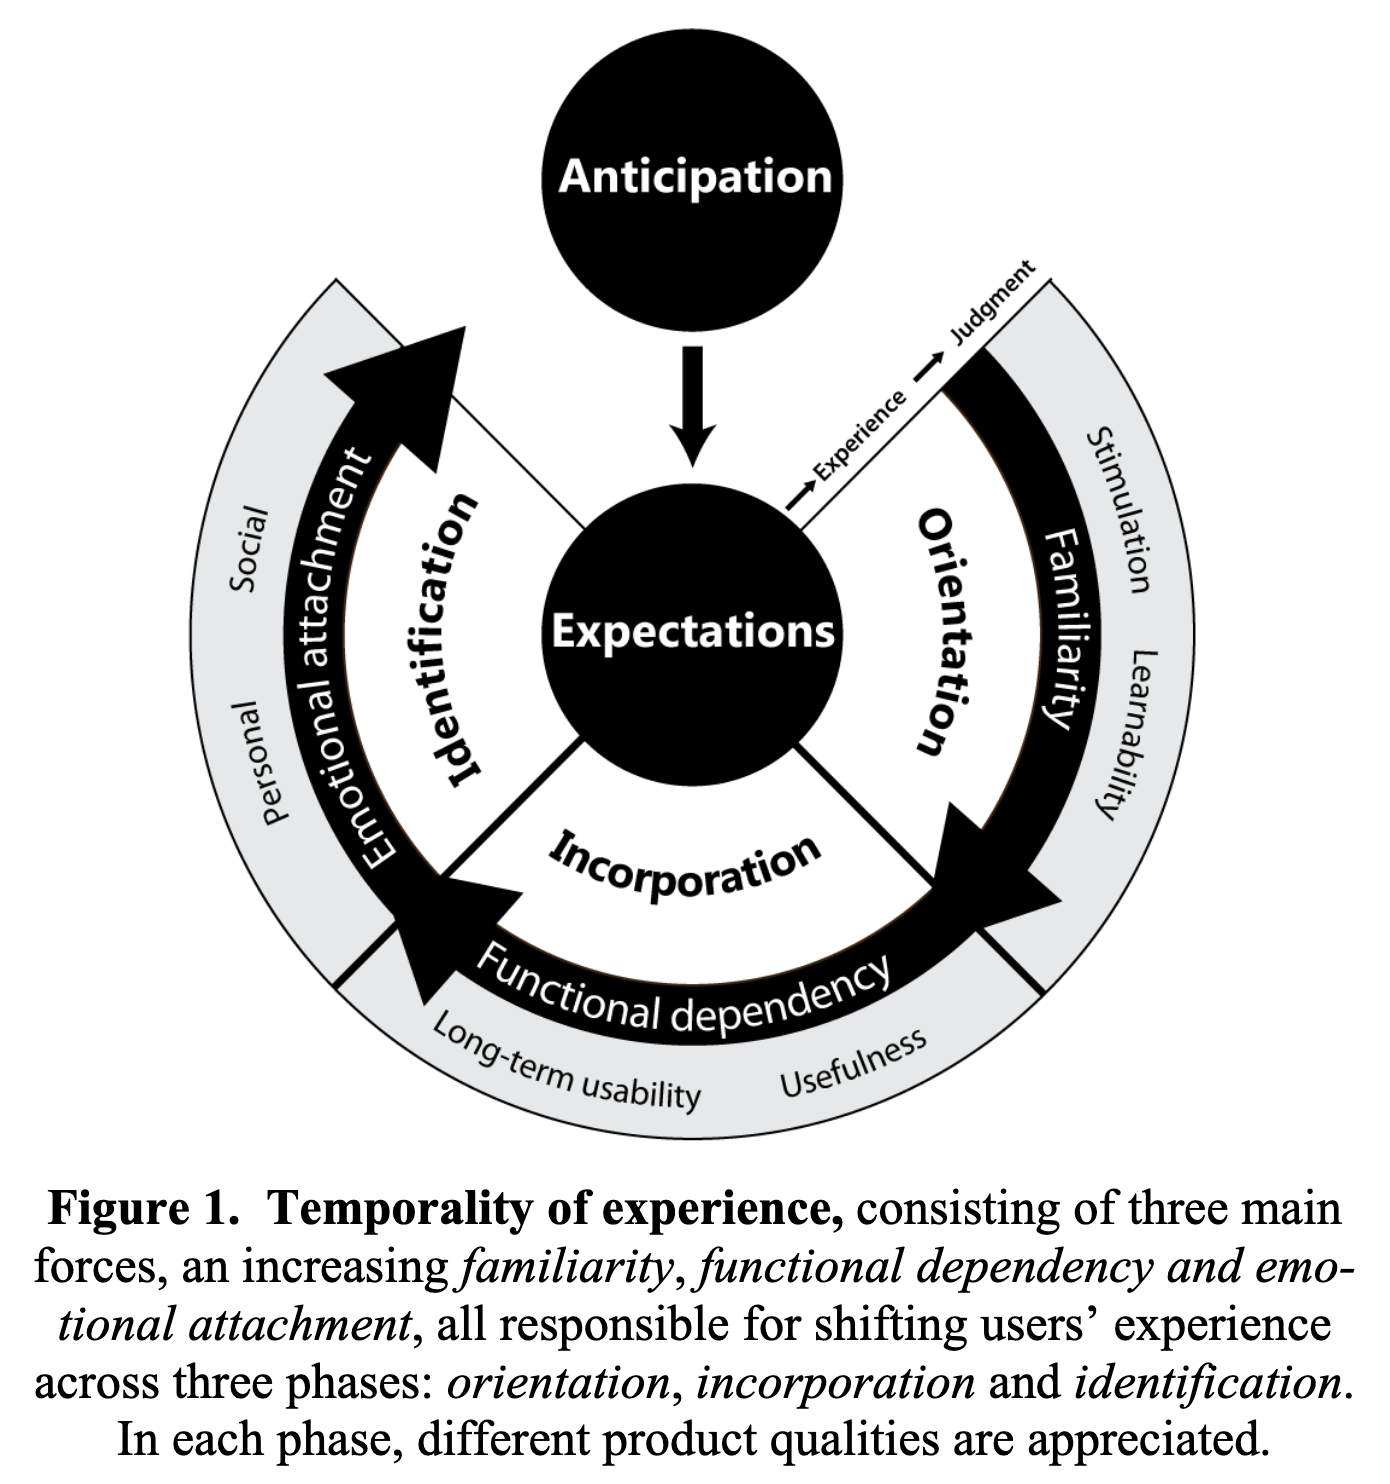 Anticipation
Experience
Judgment
Expectations
Orientation
Familiarity
Stimulation
Learnability
Incorporation
Functional dependency
Usefulness
Long-term usability
Identification
Emotional attachment
Personal
Social
Figure 1. Temporality of experience, consisting of three main
forces, an increasing familiarity, functional dependency and emo-
tional attachment, all responsible for shifting users’ experience
across three phases: orientation, incorporation and identification.
In each phase, different product qualities are appreciated.